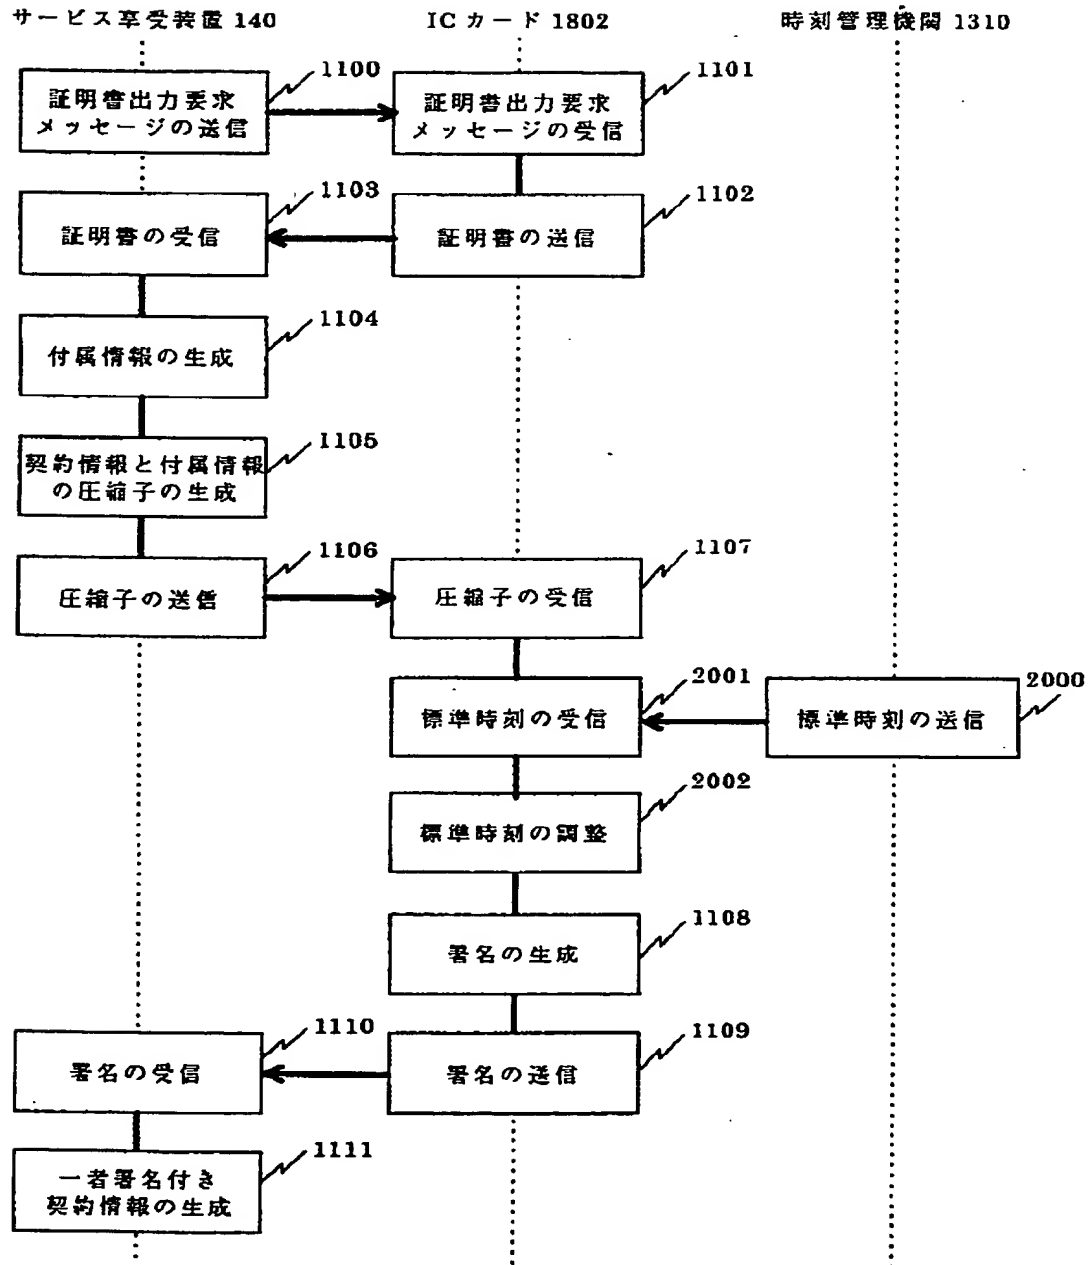 サービス享受装置 140
ICカード 1802
時刻管理機関 1310
1100
証明書出力要求
メッセージの送信
1101
証明書出力要求
メッセージの受信
1103
証明書の受信
1102
証明書の送信
1104
付属情報の生成
1105
契約情報と付属情報
の圧縮子の生成
1106
圧縮子の送信
1107
圧縮子の受信
2001
標準時刻の受信
2000
標準時刻の送信
2002
標準時刻の調整
1108
署名の生成
1110
署名の受信
1109
署名の送信
1111
一者署名付き
契約情報の生成